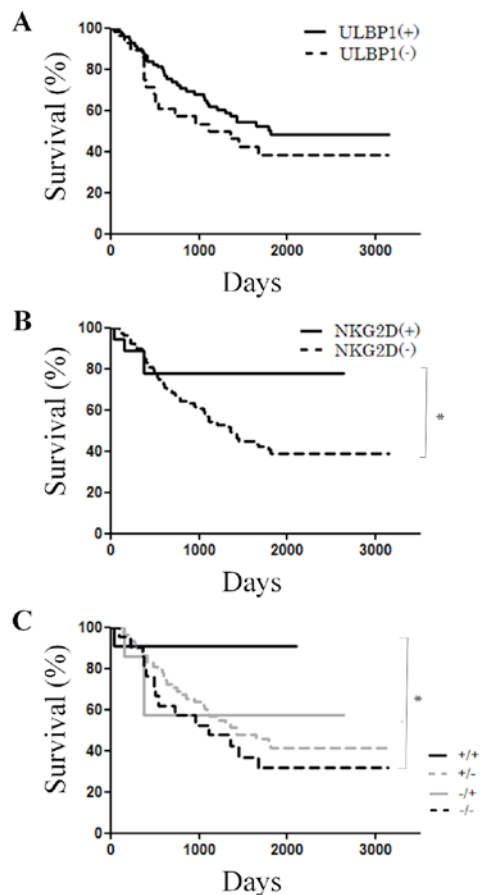 A
ULBP1(+)
ULBP1(-)
Survival (%)
100
80
60
40
20
0
0 1000 2000 3000
Days
B
NKG2D(+)
NKG2D(-)
Survival (%)
100
80
60
40
20
0
*
0 1000 2000 3000
Days
C
Survival (%)
100
80
60
40
20
0
*
+/+
+/-
-/+
-/-
0 1000 2000 3000
Days